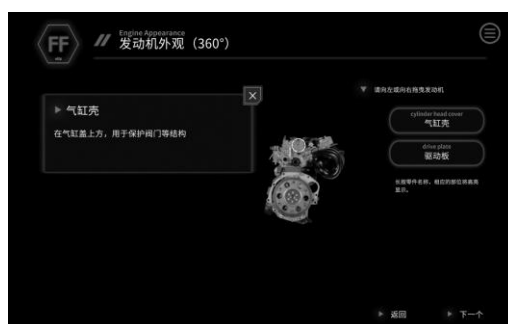 FF
Engine Appearance
发动机外观（360°）
气缸壳
在气缸盖上方，用于保护阀门等结构
请向左或向右拖曳发动机
cylinder head cover
气缸壳
drive plate
驱动板
长按零件名称，相应的部位将高亮
显示。
返回
下一个